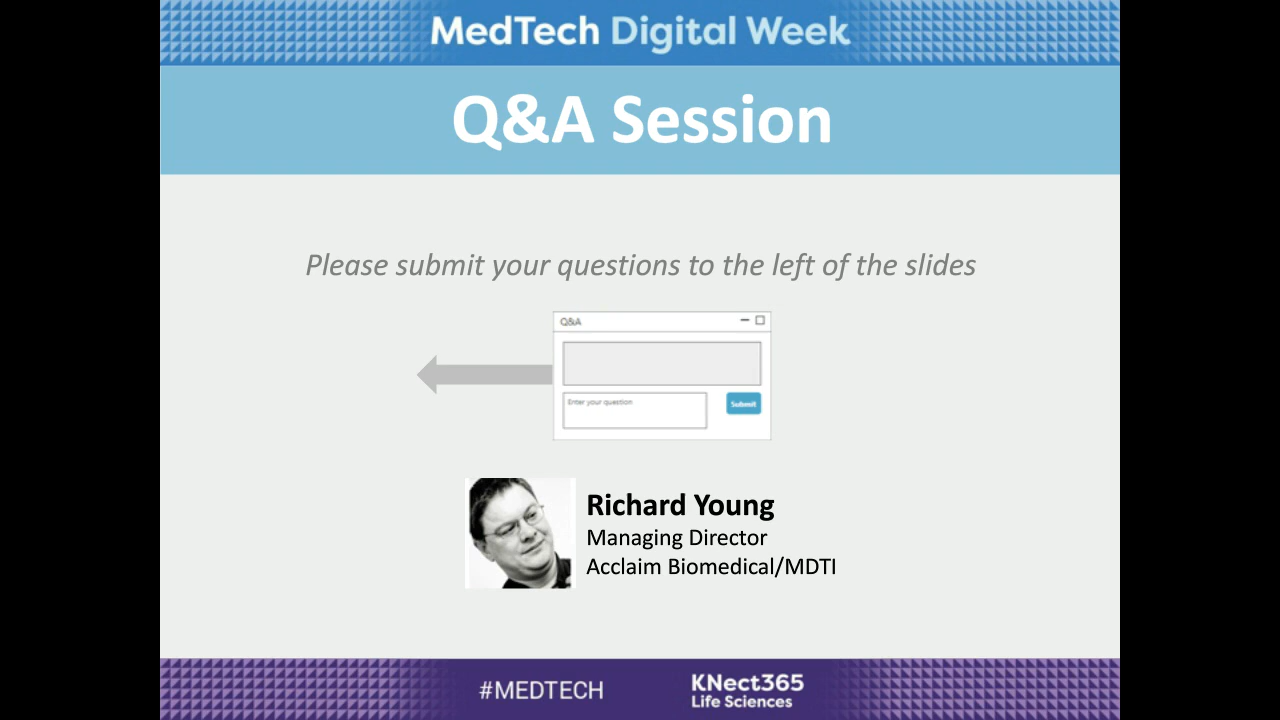 MedTech Digital Week
Q&A Session
Please submit your questions to the left of the slides
Q&A
Enter your question
Submit
Richard Young
Managing Director
Acclaim Biomedical/MDTI
#MEDTECH
KNect365
Life Sciences